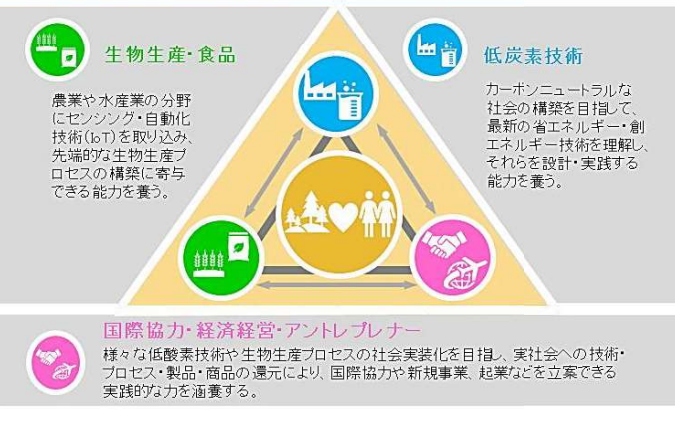 生物生産・食品
農業や水産業の分野
にセンシング・自動化
技術(IoT)を取り込み、
先端的な生物生産プ
ロセスの構築に寄与
できる能力を養う。
低炭素技術
カーボンニュートラルな
社会の構築を目指して、
最新の省エネルギー・創
エネルギー技術を理解し、
それらを設計・実践する
能力を養う。
国際協力・経済経営・アントレプレナー
様々な低酸素技術や生物生産プロセスの社会実装化を目指し、実社会への技術・
プロセス・製品・商品の還元により、国際協力や新規事業、起業などを立案できる
実践的な力を涵養する。